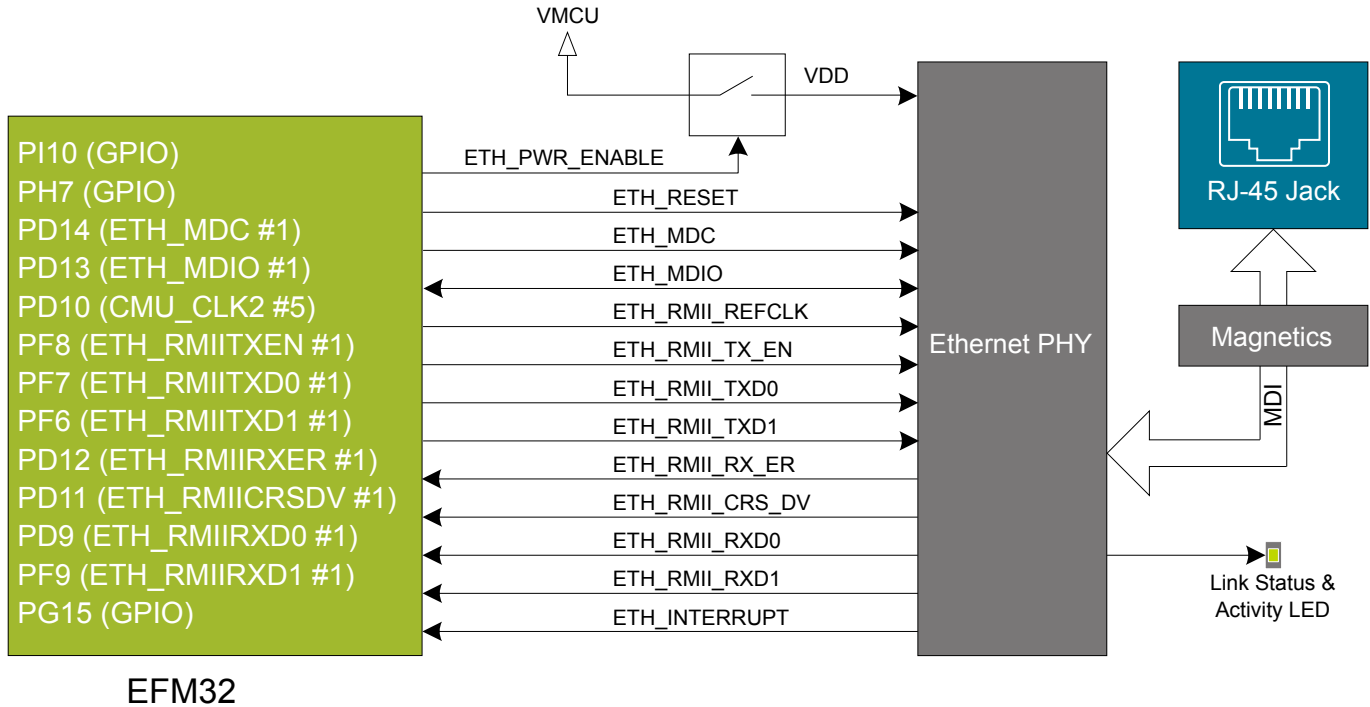 VMCU
VDD
PI10 (GPIO)
PH7 (GPIO)
PD14 (ETH_MDC #1)
PD13 (ETH_MDIO #1)
PD10 (CMU_CLK2 #5)
PF8 (ETH_RMIITXEN #1)
PF7 (ETH_RMIITXD0 #1)
PF6 (ETH_RMIITXD1 #1)
PD12 (ETH_RMIIRXER #1)
PD11 (ETH_RMIICRSDV #1)
PD9 (ETH_RMIIRXD0 #1)
PF9 (ETH_RMIIRXD1 #1)
PG15 (GPIO)
EFM32
ETH_PWR_ENABLE
ETH_RESET
ETH_MDC
ETH_MDIO
ETH_RMII_REFCLK
ETH_RMII_TX_EN
ETH_RMII_TXD0
ETH_RMII_TXD1
ETH_RMII_RX_ER
ETH_RMII_CRS_DV
ETH_RMII_RXD0
ETH_RMII_RXD1
ETH_INTERRUPT
Ethernet PHY
RJ-45 Jack
Magnetics
MDI
Link Status &
Activity LED